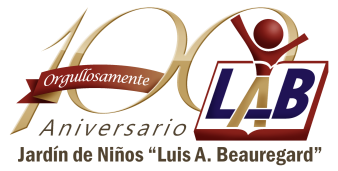 100
Orgullosamente
LAB
Aniversario
Jardín de Niños “Luis A. Beauregard”